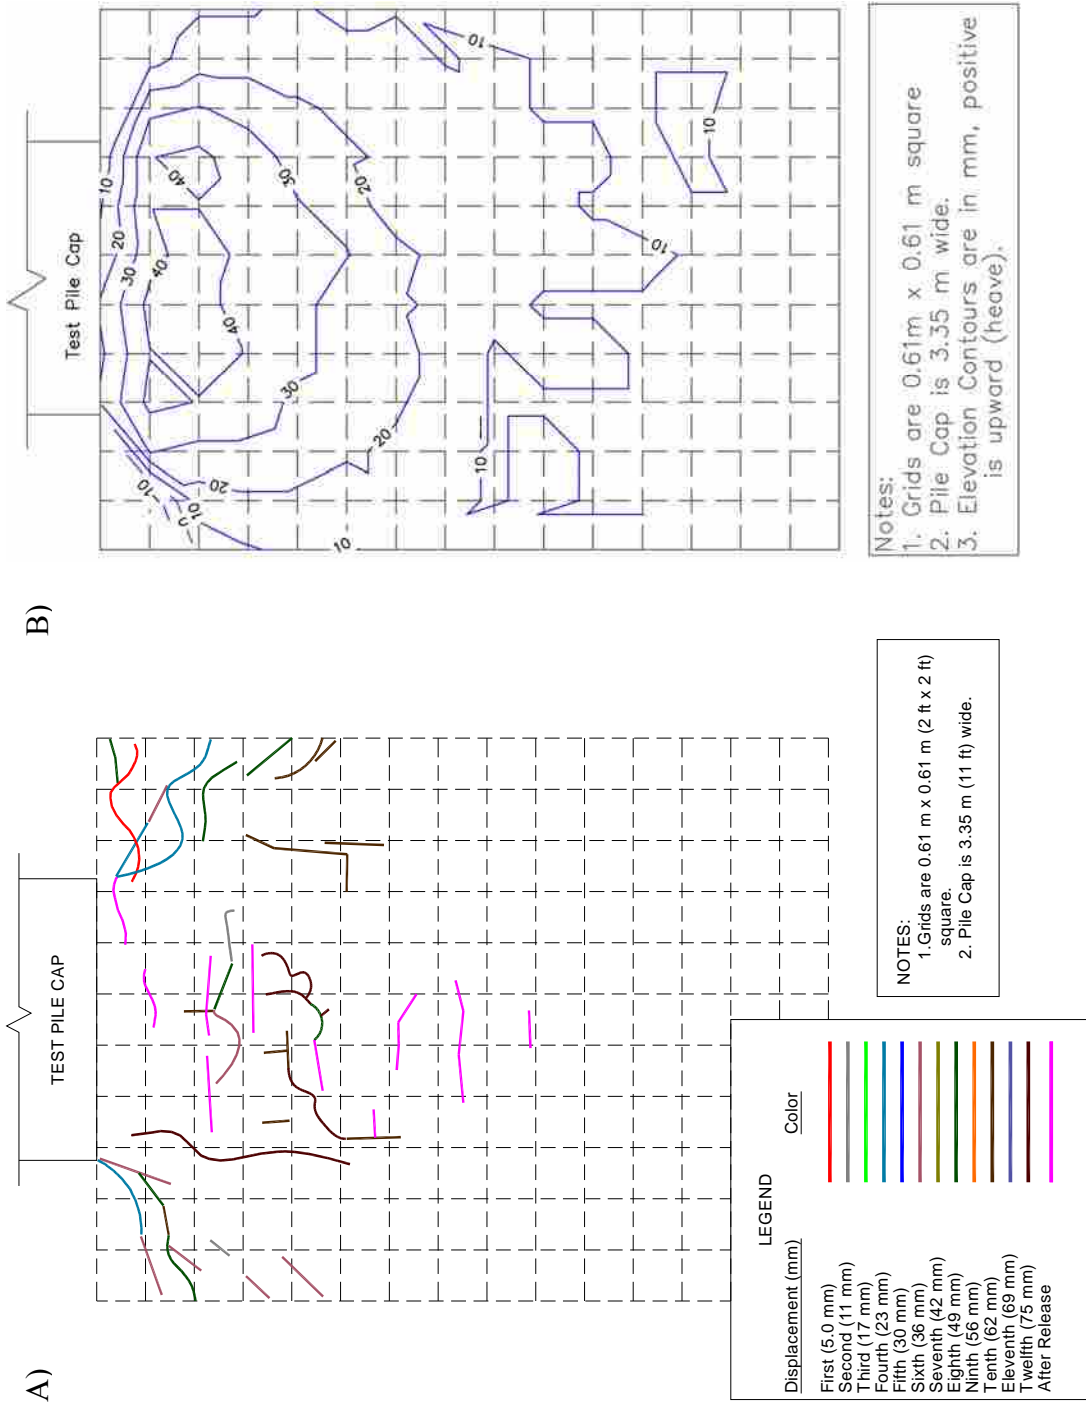 A)
TEST PILE CAP
NOTES:
1.Grids are 0.61 m x 0.61 m (2 ft x 2 ft)
square.
2. Pile Cap is 3.35 m (11 ft) wide.
LEGEND
Displacement (mm)
Color
First (5.0 mm)
Second (11 mm)
Third (17 mm)
Fourth (23 mm)
Fifth (30 mm)
Sixth (36 mm)
Seventh (42 mm)
Eighth (49 mm)
Ninth (56 mm)
Tenth (62 mm)
Eleventh (69 mm)
Twelfth (75 mm)
After Release
B)
Test Pile Cap
10
20
30
40
40
30
20
10
40
30
20
20
-10
0
10
10
10
10
10
Notes:
1. Grids are 0.61m x 0.61 m square
2. Pile Cap is 3.35 m wide.
3. Elevation Contours are in mm, positive
is upward (heave).